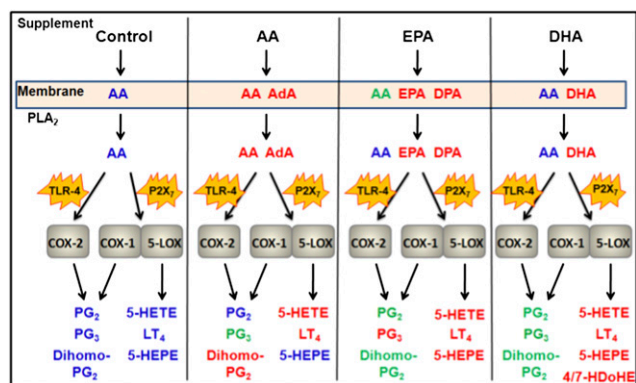 Supplement
Control AA EPA DHA
Membrane AA AA AdA AA EPA DPA AA DHA
PLA₂
AA AA AdA AA EPA DPA AA DHA
TLR-4 P2X₇ TLR-4 P2X₇ TLR-4 P2X₇ TLR-4 P2X₇
COX-2 COX-1 5-LOX COX-2 COX-1 5-LOX COX-2 COX-1 5-LOX COX-2 COX-1 5-LOX
PG₂ 5-HETE PG₂ 5-HETE PG₂ 5-HETE PG₂ 5-HETE
PG₃ LT₄ PG₃ LT₄ PG₃ LT₄ PG₃ LT₄
Dihomo- 5-HEPE Dihomo- 5-HEPE Dihomo- 5-HEPE Dihomo- 5-HEPE
PG₂ PG₂ PG₂ PG₂ 4/7-HDoHE